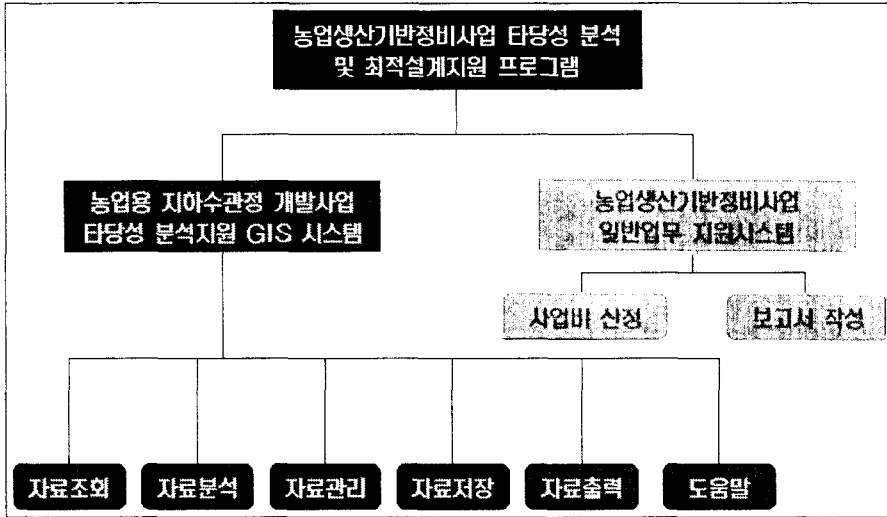 농업생산기반정비사업 타당성 분석
및 최적설계지원 프로그램
농업용 지하수관정 개발사업
타당성 분석지원 GIS 시스템
농업생산기반정비사업
일반업무 지원시스템
사업비 산정
보고서 작성
자료조회
자료분석
자료관리
자료저장
자료출력
도움말